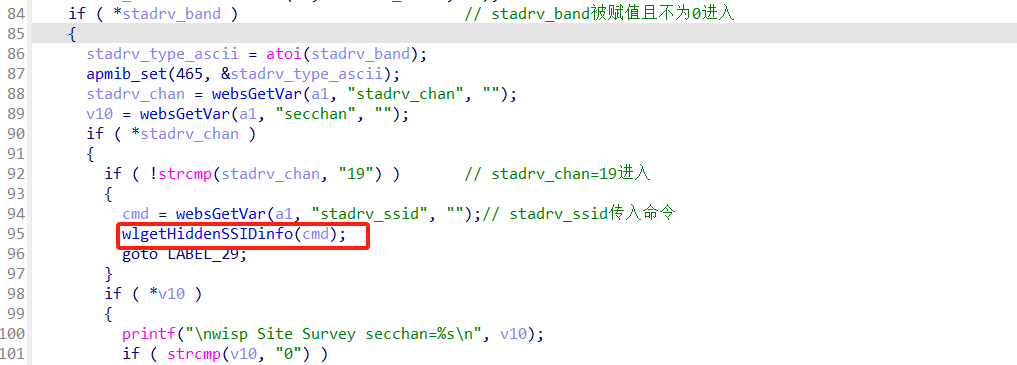 84 if ( *stadrv_band ) // stadrv_band被赋值且不为0进入
85 {
86 stadrv_type_ascii = atoi(stadrv_band);
87 apmib_set(465, &stadrv_type_ascii);
88 stadrv_chan = websGetVar(a1, "stadrv_chan", "");
89 v10 = websGetVar(a1, "secchan", "");
90 if ( *stadrv_chan )
91 {
92 if ( !strcmp(stadrv_chan, "19") ) // stadrv_chan=19进入
93 {
94 cmd = websGetVar(a1, "stadrv_ssid", "");// stadrv_ssid传入命令
95 wlgetHiddenSSIDinfo(cmd);
96 goto LABEL_29;
97 }
98 if ( *v10 )
99 {
100 printf("\nwisp Site Survey secchan=%s\n", v10);
101 if ( strcmp(v10, "0") )